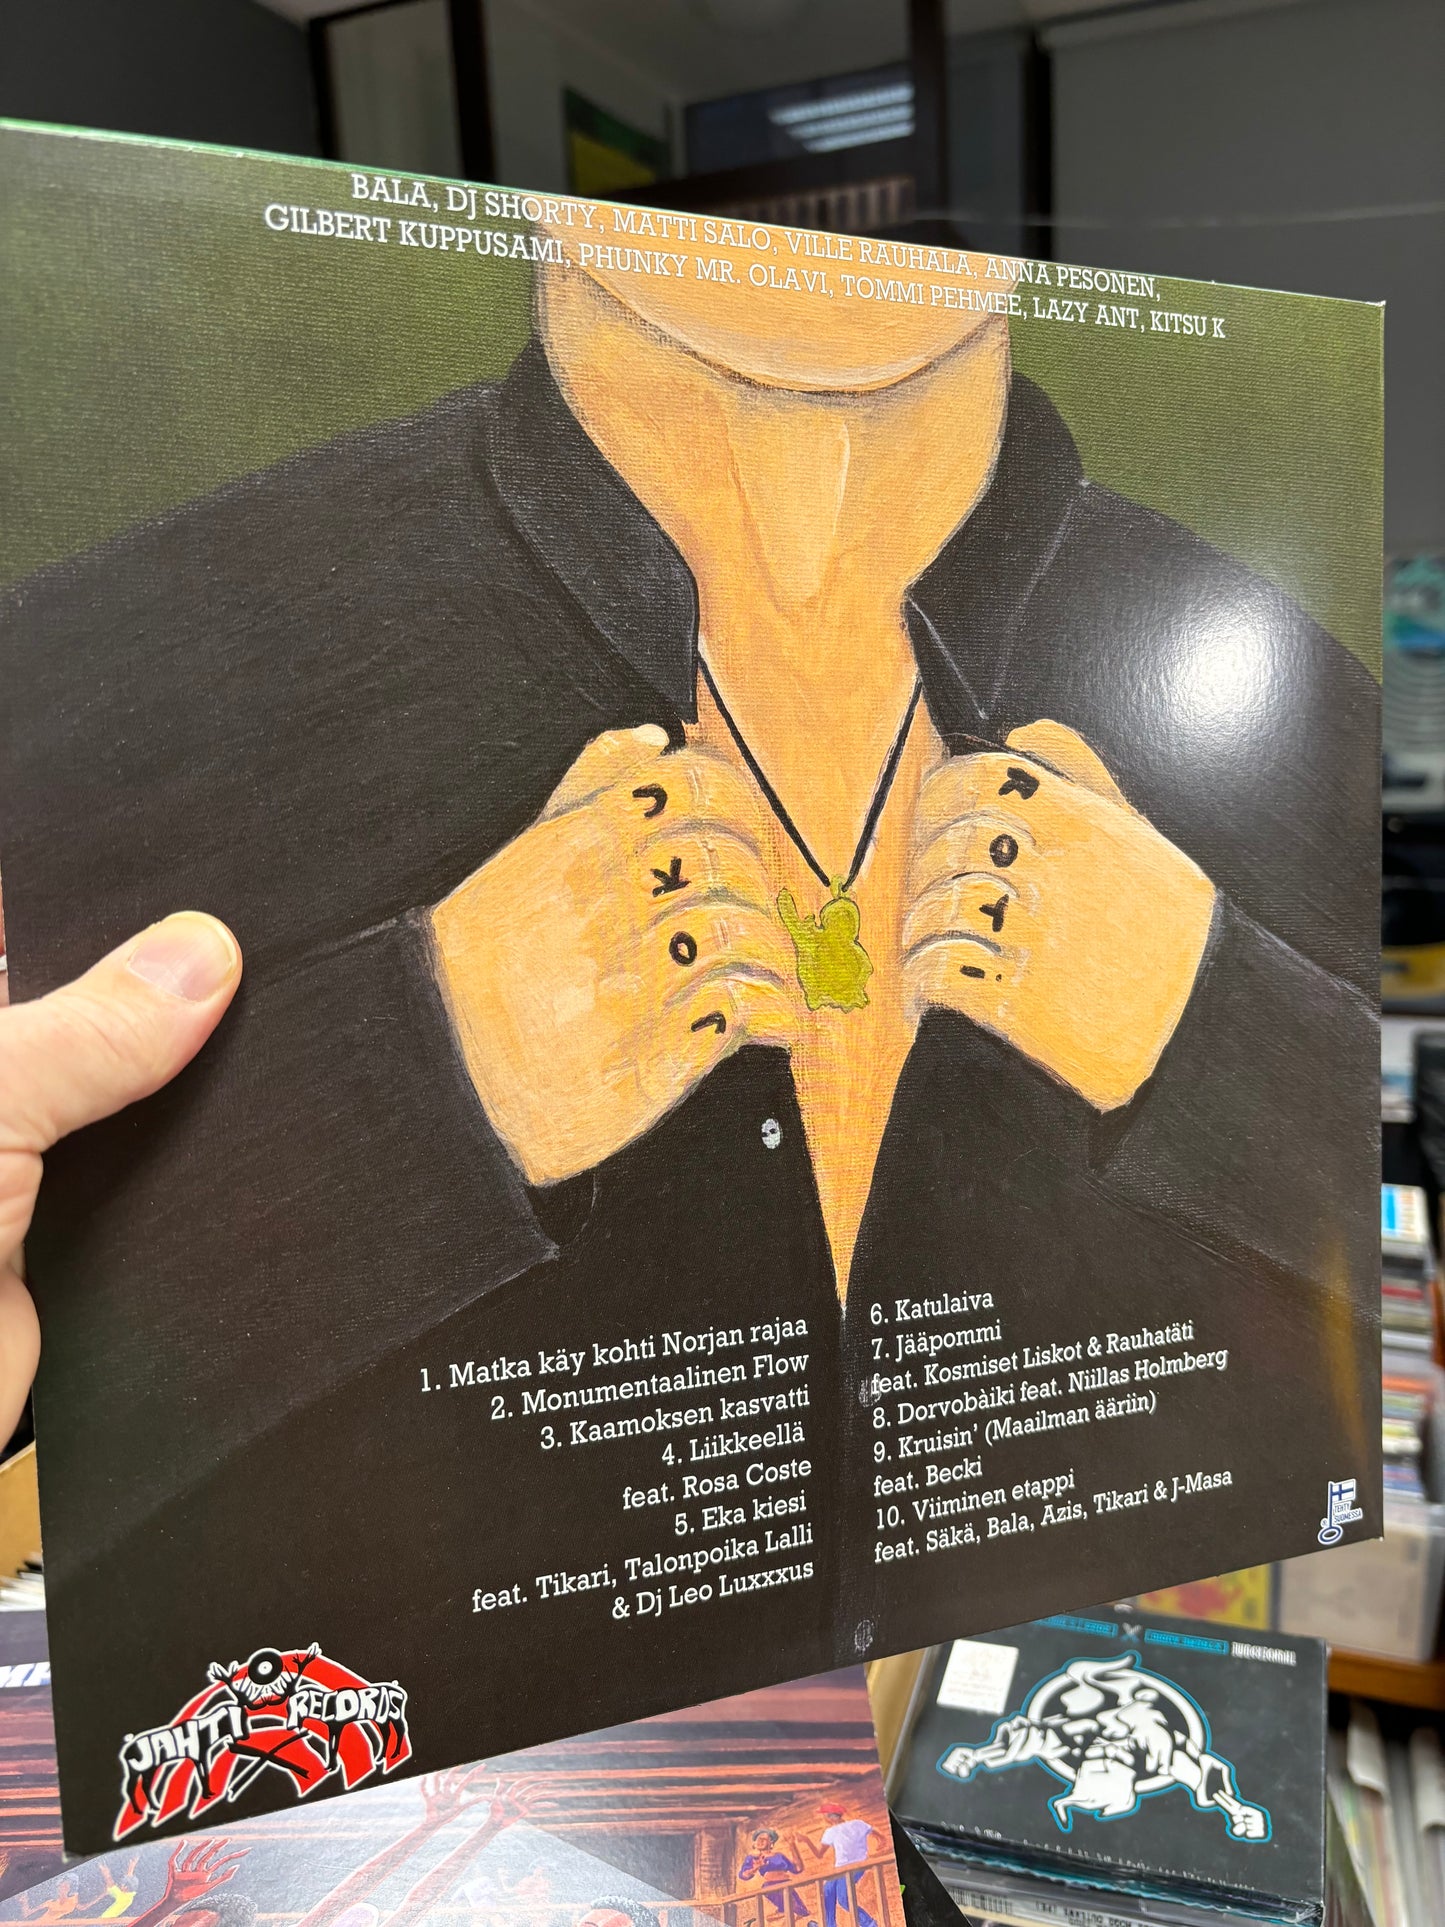 BALA, DJ SHORTY, MATTI SALO, VILLE RAUHALA, ANNA PESONEN,
GILBERT KUPPUSAMI, PHUNKY MR. OLAVI, TOMMI PEHMEE, LAZY ANT, KITSU K
JOKJ
ROTi
1. Matka käy kohti Norjan rajaa
2. Monumentaalinen Flow
3. Kaamoksen kasvatti
4. Liikkeellä
feat. Rosa Coste
5. Eka kiesi
feat. Tikari, Talonpoika Lalli
& Dj Leo Luxxxus
6. Katulaiva
7. Jääpommi
feat. Kosmiset Liskot & Rauhatäti
8. Dorvobàiki feat. Niillas Holmberg
9. Kruisin' (Maailman ääriin)
feat. Becki
10. Viiminen etappi
feat. Säkä, Bala, Azis, Tikari & J-Masa
TEHTY
SUOMESSA
JAHTI RECORDS